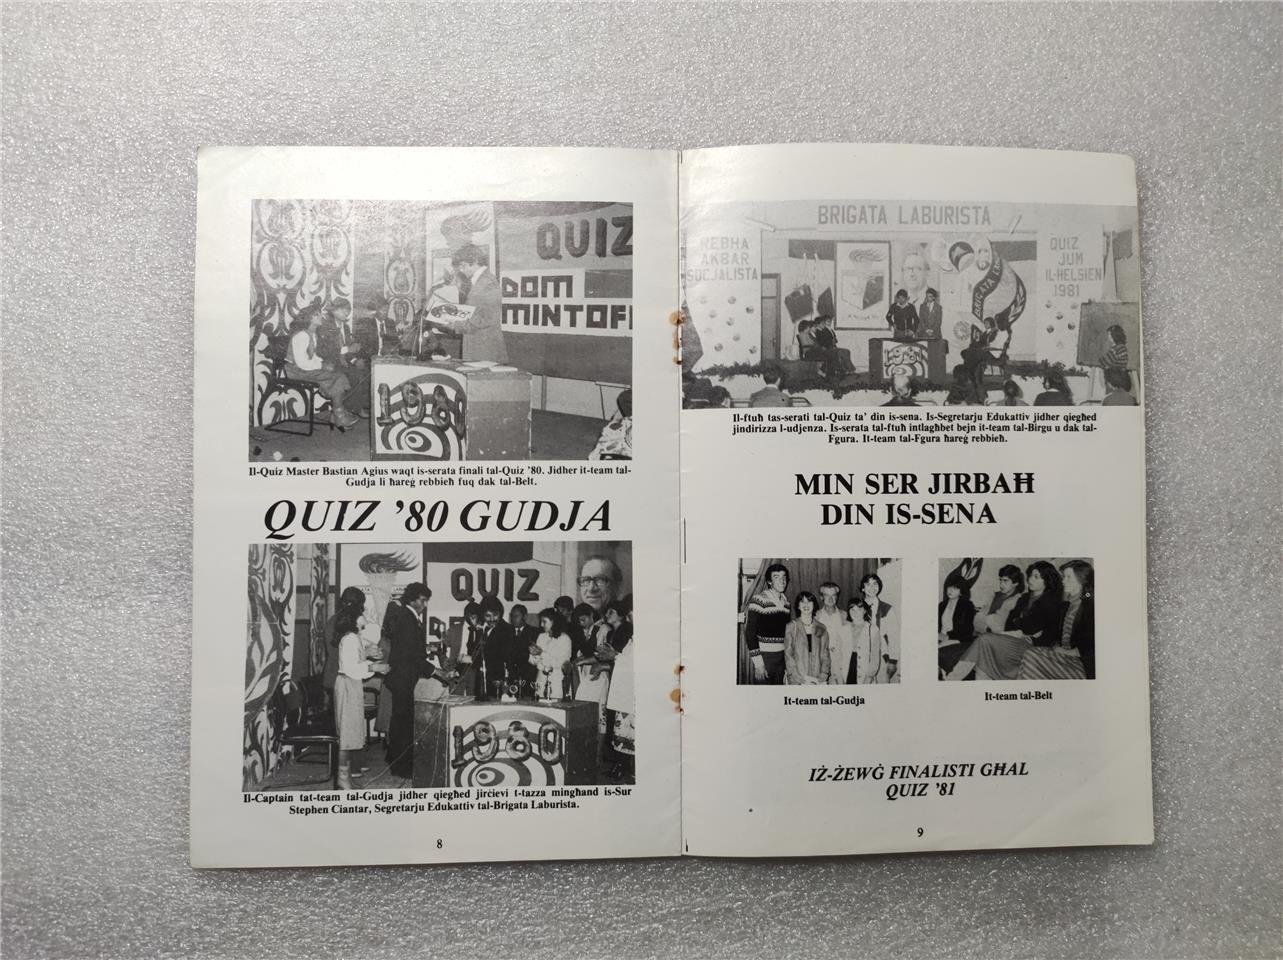 QUIZ
DOM
MINTOFF
1980
Il-Quiz Master Bastian Agius waqt is-serata finali tal-Quiz ’80. Jidher it-team tal-
Gudja li ħareġ rebbieħ fuq dak tal-Belt.
QUIZ ’80 GUDJA
QUIZ
1980
Il-Captain tat-team tal-Gudja jidher qiegħed jirċievi t-tazza mingħand is-Sur
Stephen Ciantar, Segretarju Edukattiv tal-Brigata Laburista.
8
BRIGATA LABURISTA
REBHA
AKBAR
SOCJALISTA
QUIZ
JUM
IL-HELSIEN
1981
BRIGATA
Il-ftuħ tas-serati tal-Quiz ta’ din is-sena. Is-Segretarju Edukattiv jidher qiegħed
jindirizza l-udjenza. Is-serata tal-ftuħ intlagħbet bejn it-team tal-Birgu u dak tal-
Fgura. It-team tal-Fgura ħareġ rebbieħ.
MIN SER JIRBAĦ
DIN IS-SENA
It-team tal-Gudja
It-team tal-Belt
IŻ-ŻEWĠ FINALISTI GĦAL
QUIZ ’81
9